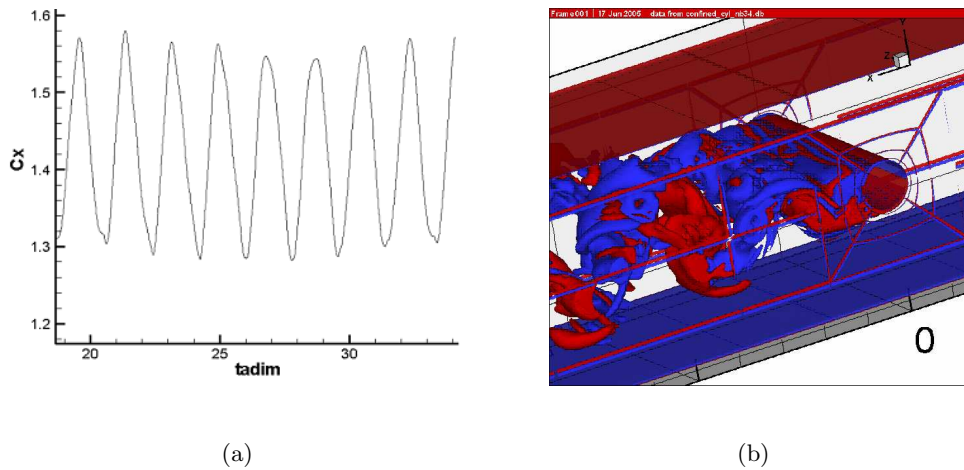 1.6
1.5
1.4
1.3
1.2
Cx
20
25
30
tadim
Frame 001 | 17 Jun 2005 data from confined_cyl_nb34.db
Y
Z
X
0
(a)
(b)